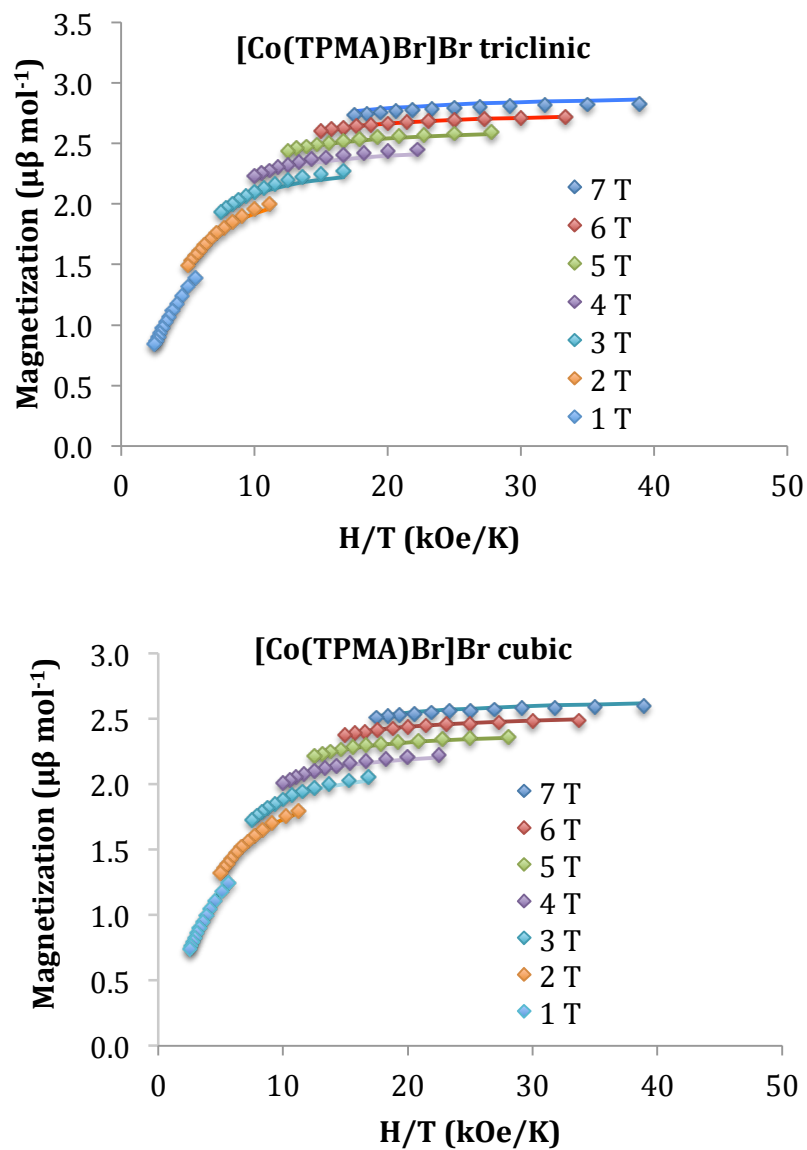 [Co(TPMA)Br]Br triclinic
Magnetization (μβ mol-1)
3.5
3.0
2.5
2.0
1.5
1.0
0.5
0.0
7 T
6 T
5 T
4 T
3 T
2 T
1 T
0 10 20 30 40 50
H/T (kOe/K)
[Co(TPMA)Br]Br cubic
Magnetization (μβ mol-1)
3.0
2.5
2.0
1.5
1.0
0.5
0.0
7 T
6 T
5 T
4 T
3 T
2 T
1 T
0 10 20 30 40 50
H/T (kOe/K)